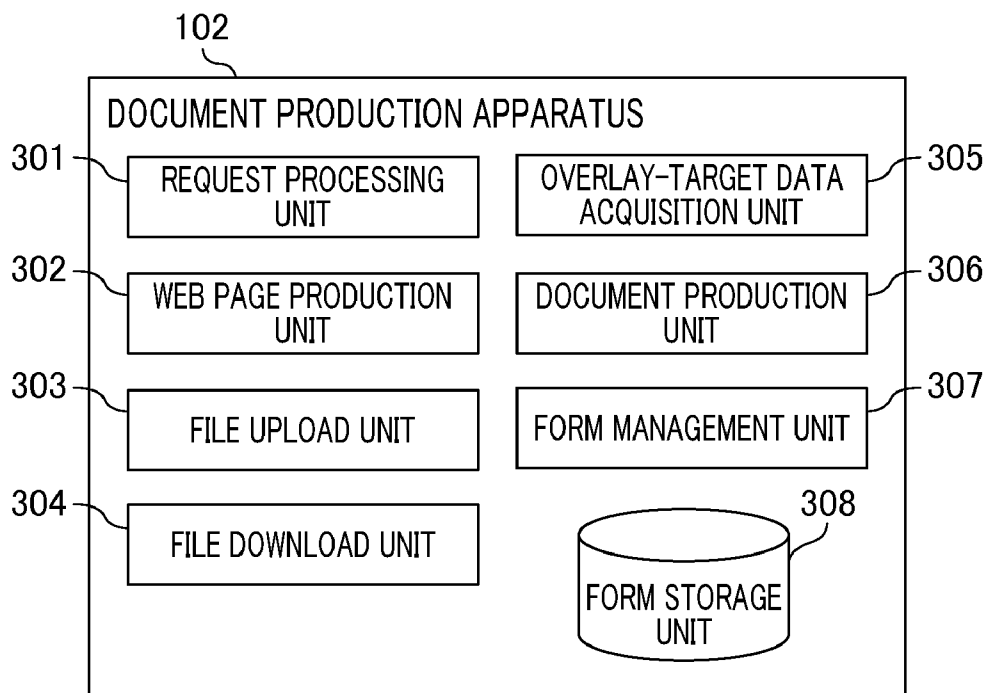 102
DOCUMENT PRODUCTION APPARATUS
301
REQUEST PROCESSING
UNIT
302
WEB PAGE PRODUCTION
UNIT
303
FILE UPLOAD UNIT
304
FILE DOWNLOAD UNIT
305
OVERLAY-TARGET DATA
ACQUISITION UNIT
306
DOCUMENT PRODUCTION
UNIT
307
FORM MANAGEMENT UNIT
308
FORM STORAGE
UNIT